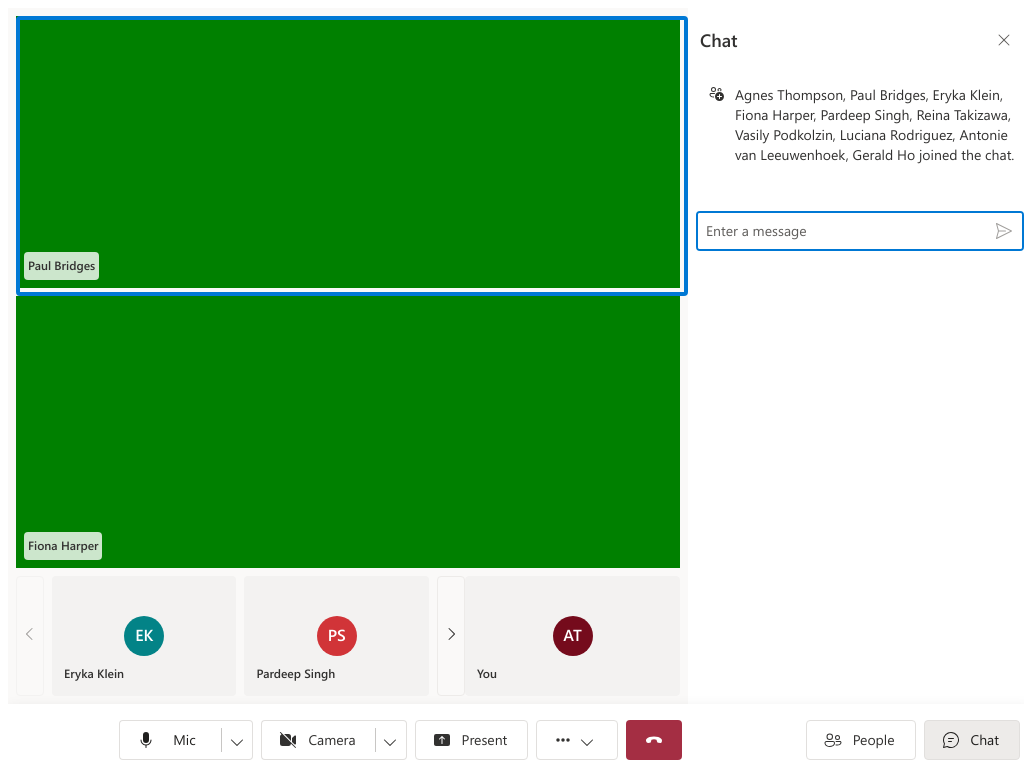 Chat
Agnes Thompson, Paul Bridges, Eryka Klein,
Fiona Harper, Pardeep Singh, Reina Takizawa,
Vasily Podkolzin, Luciana Rodriguez, Antonie
van Leeuwenhoek, Gerald Ho joined the chat.
Enter a message
Paul Bridges
Fiona Harper
EK
Eryka Klein
PS
Pardeep Singh
AT
You
Mic
Camera
Present
People
Chat